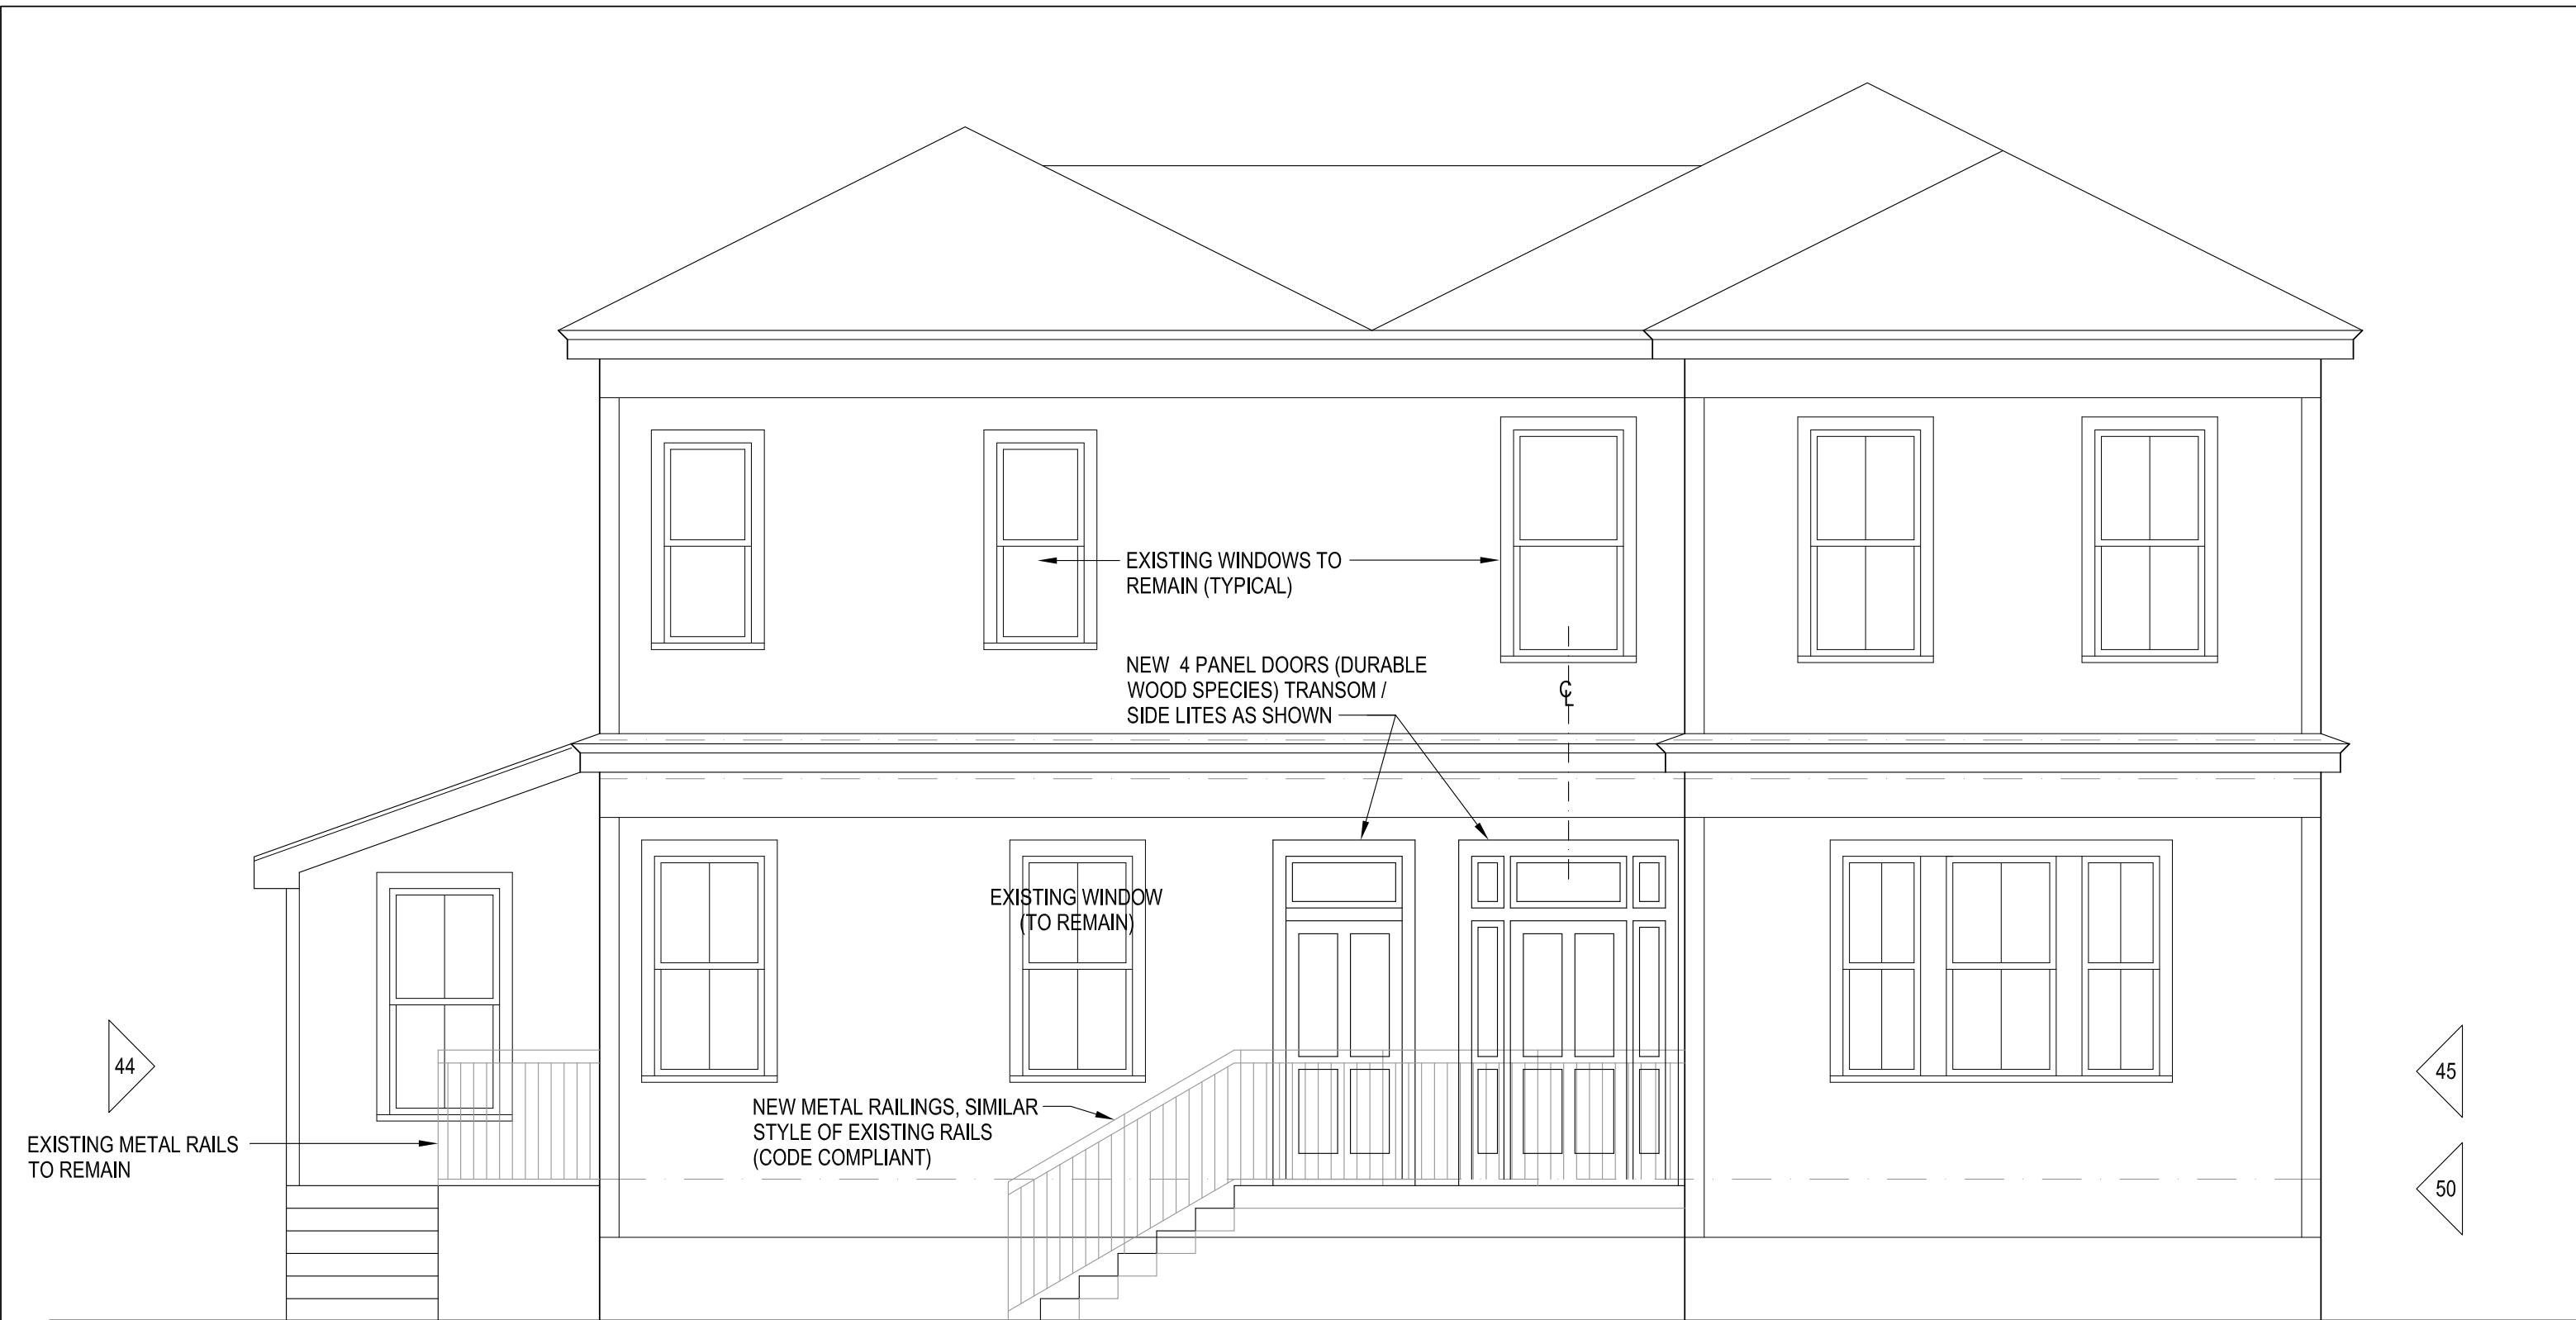 EXISTING WINDOWS TO
REMAIN (TYPICAL)
NEW 4 PANEL DOORS (DURABLE
WOOD SPECIES) TRANSOM /
SIDE LITES AS SHOWN
CL
EXISTING WINDOW
(TO REMAIN)
44
45
NEW METAL RAILINGS, SIMILAR
STYLE OF EXISTING RAILS
(CODE COMPLIANT)
EXISTING METAL RAILS
TO REMAIN
50